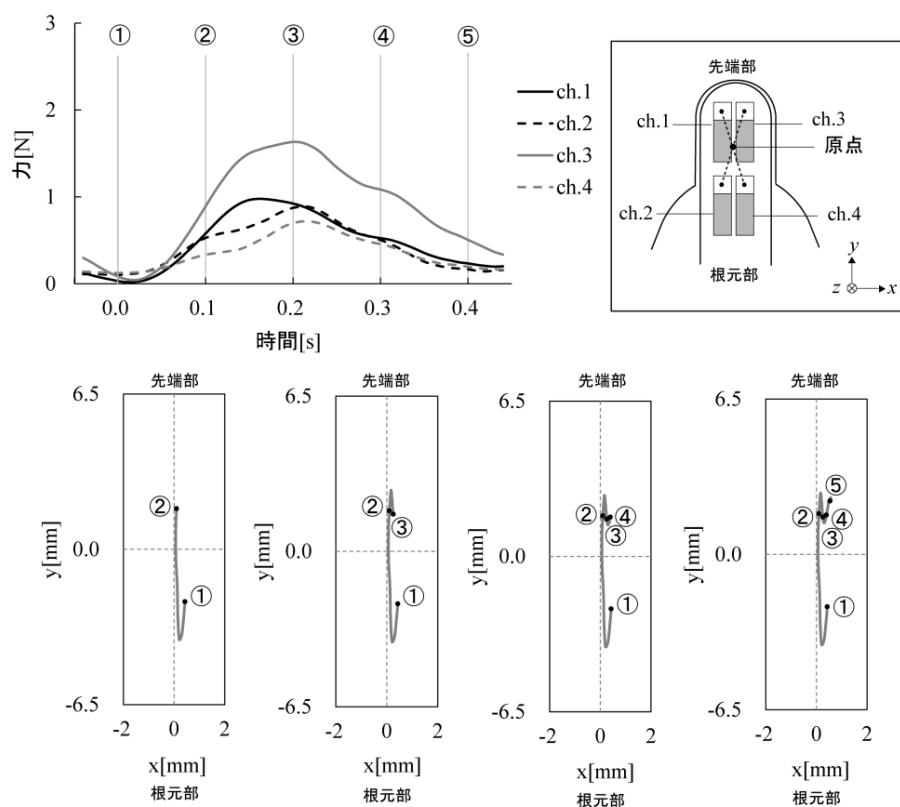 3
2
1
0
力[N]
① ② ③ ④ ⑤
0.0 0.1 0.2 0.3 0.4
時間[s]
ch.1
ch.2
ch.3
ch.4
先端部
ch.1
ch.3
原点
ch.2
ch.4
根元部
y
z
x
先端部
6.5
0.0
-6.5
y[mm]
②
①
-2 0 2
x[mm]
根元部
先端部
6.5
0.0
-6.5
y[mm]
②
③
①
-2 0 2
x[mm]
根元部
先端部
6.5
0.0
-6.5
y[mm]
② ④
③
①
-2 0 2
x[mm]
根元部
先端部
6.5
0.0
-6.5
y[mm]
⑤
② ④
③
①
-2 0 2
x[mm]
根元部